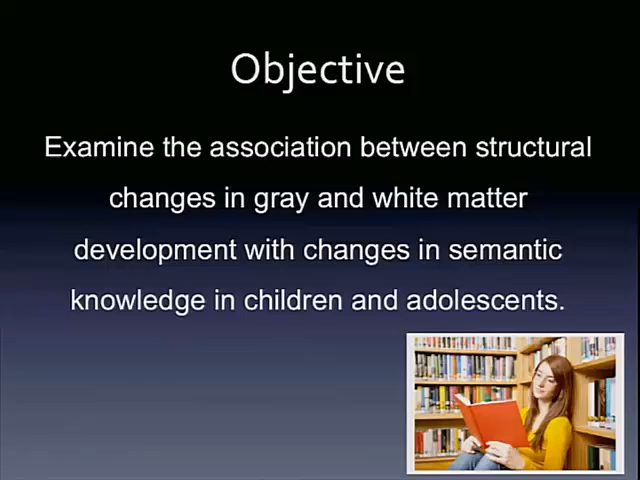 Objective
Examine the association between structural
changes in gray and white matter
development with changes in semantic
knowledge in children and adolescents.